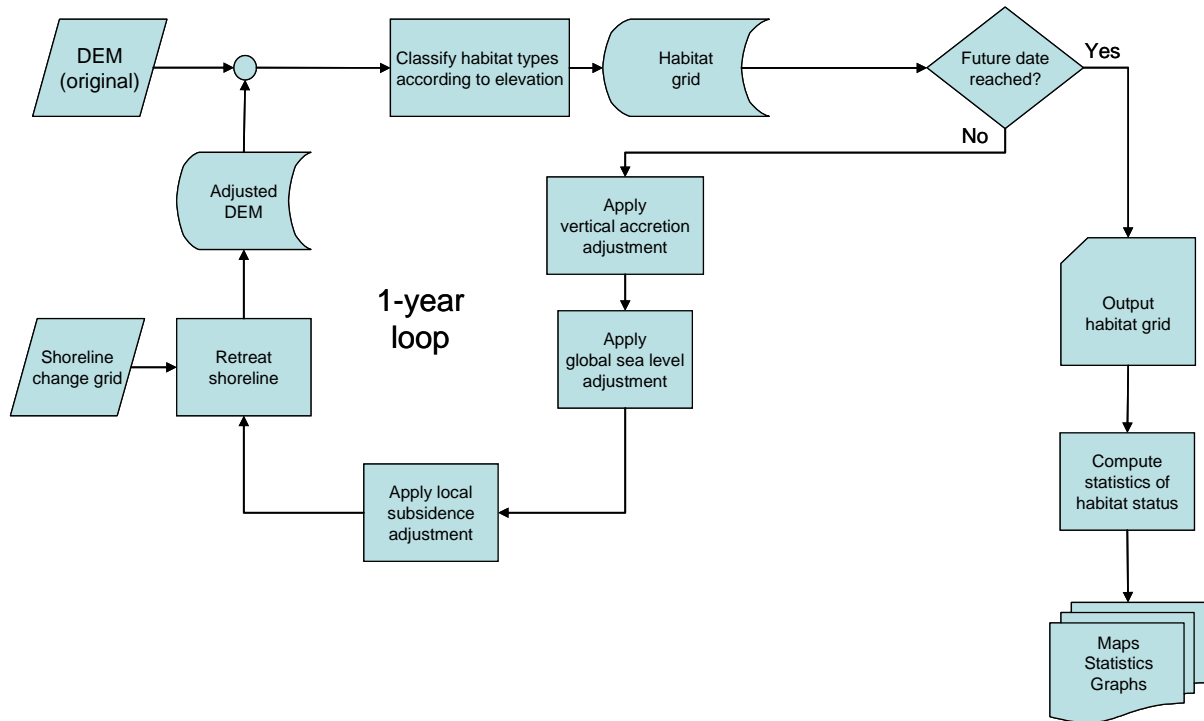 DEM
(original)
Classify habitat types
according to elevation
Habitat
grid
Future date
reached?
Yes
No
Adjusted
DEM
Apply
vertical accretion
adjustment
1-year
loop
Output
habitat grid
Shoreline
change grid
Retreat
shoreline
Apply
global sea level
adjustment
Apply local
subsidence
adjustment
Compute
statistics of
habitat status
Maps
Statistics
Graphs